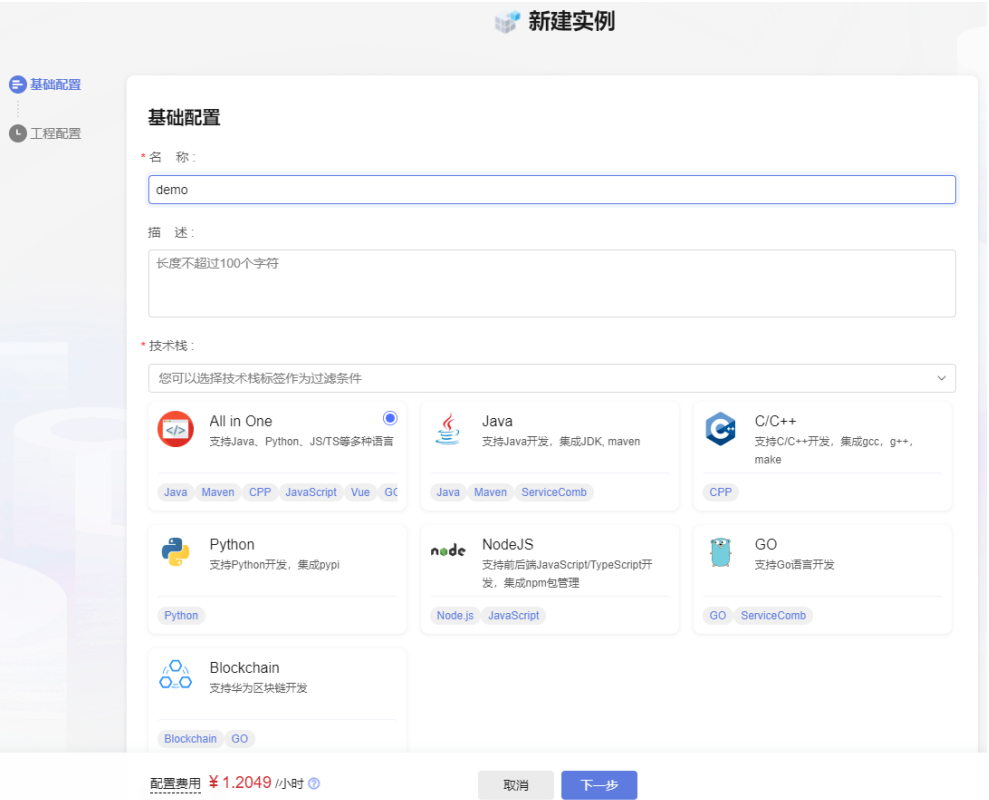 新建实例
基础配置
工程配置
基础配置
* 名 称 :
demo
描 述 :
长度不超过100个字符
* 技术栈 :
您可以选择技术栈标签作为过滤条件
All in One
支持Java、Python、JS/TS等多种语言
Java Maven CPP JavaScript Vue GO
Java
支持Java开发，集成JDK, maven
Java Maven ServiceComb
C/C++
支持C/C++开发，集成gcc，g++，
make
CPP
Python
支持Python开发，集成pypi
Python
node
NodeJS
支持前后端JavaScript/TypeScript开
发，集成npm包管理
Node.js JavaScript
GO
支持Go语言开发
GO ServiceComb
Blockchain
支持华为区块链开发
Blockchain GO
配置费用 ¥ 1.2049 /小时
取消
下一步